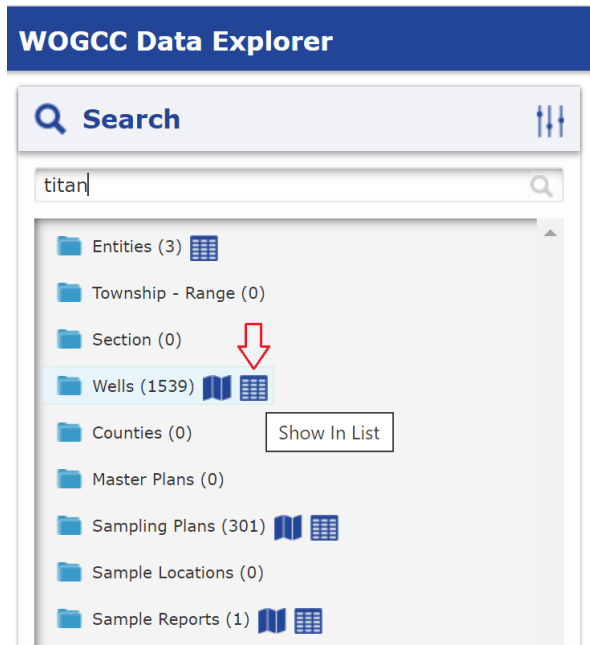 WOGCC Data Explorer
Search
titan
Entities (3)
Township - Range (0)
Section (0)
Wells (1539)
Counties (0)
Show In List
Master Plans (0)
Sampling Plans (301)
Sample Locations (0)
Sample Reports (1)